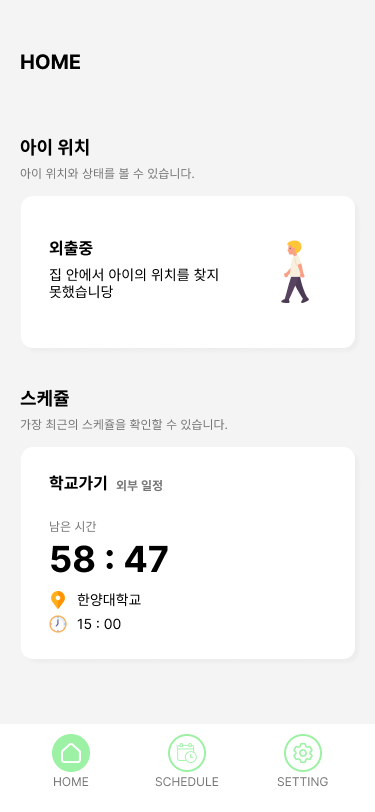 HOME
아이 위치
아이 위치와 상태를 볼 수 있습니다.
외출중
집 안에서 아이의 위치를 찾지
못했습니당
스케쥴
가장 최근의 스케쥴을 확인할 수 있습니다.
학교가기 외부 일정
남은 시간
58 : 47
한양대학교
15 : 00
HOME SCHEDULE SETTING